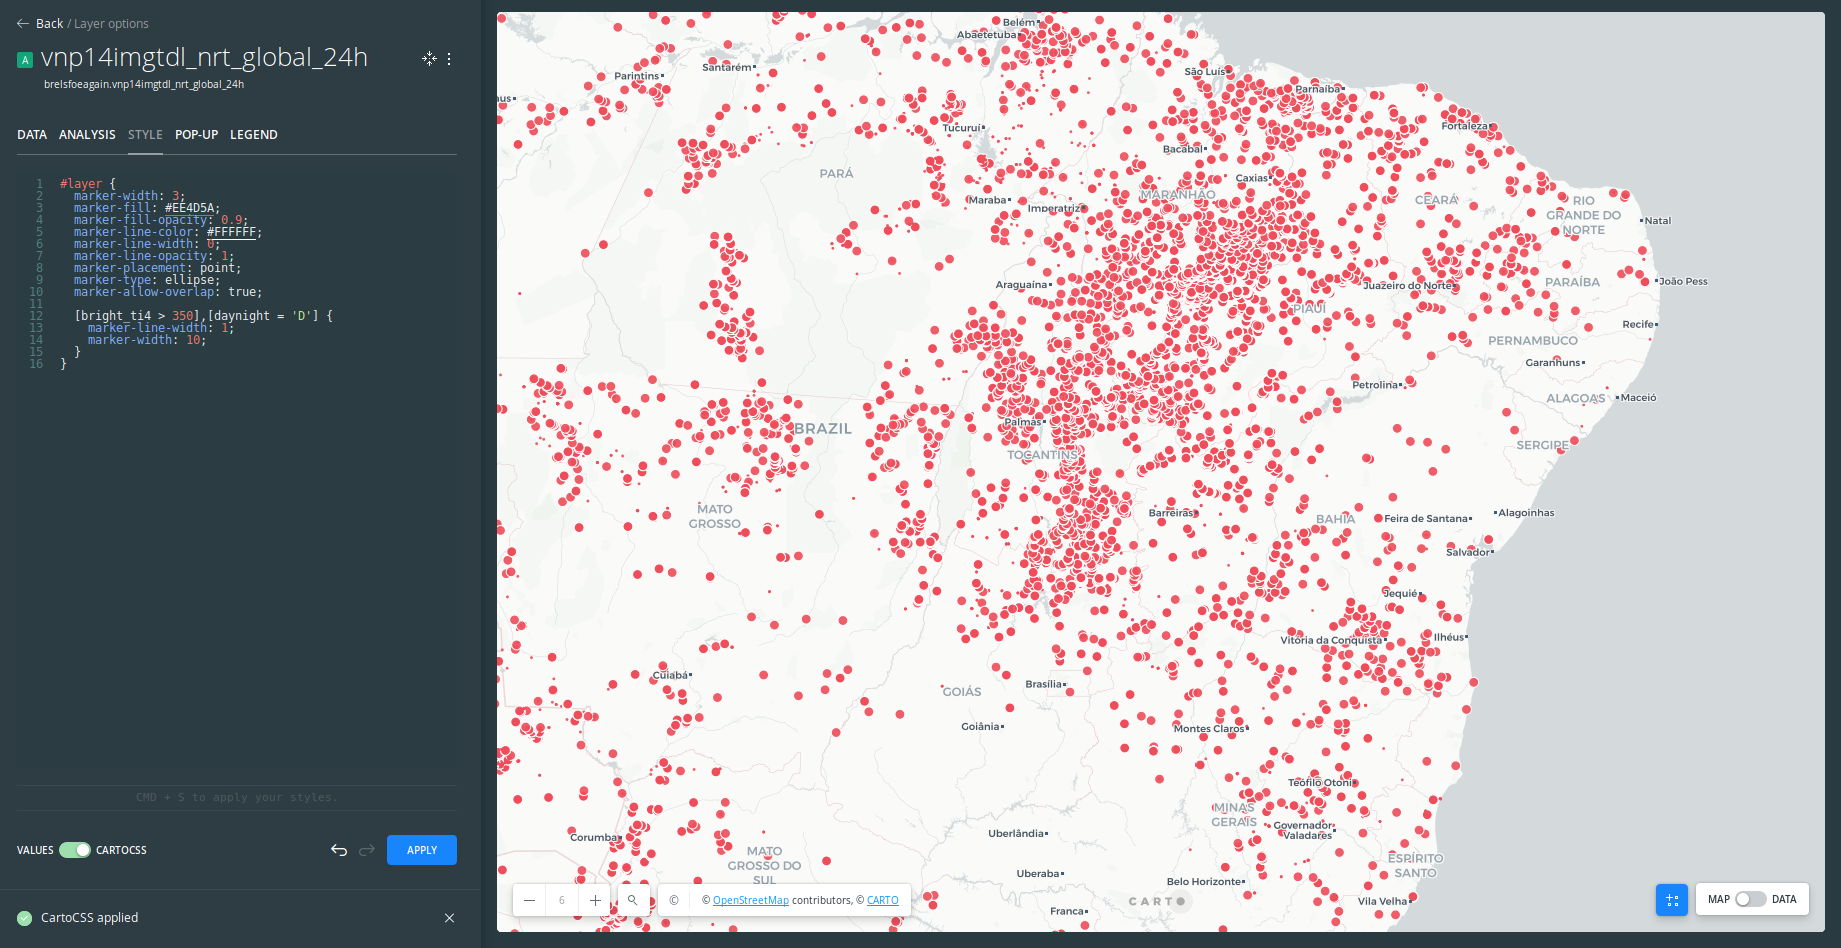 Back / Layer options
A vnp14imgtdl_nrt_global_24h
brelsfoeagain.vnp14imgtdl_nrt_global_24h
DATA ANALYSIS STYLE POP-UP LEGEND
1 #layer {
2 marker-width: 3;
3 marker-fill: #EE4D5A;
4 marker-fill-opacity: 0.9;
5 marker-line-color: #FFFFFF;
6 marker-line-width: 0;
7 marker-line-opacity: 1;
8 marker-placement: point;
9 marker-type: ellipse;
10 marker-allow-overlap: true;
11
12 [bright_ti4 > 350],[daynight = 'D'] {
13 marker-line-width: 1;
14 marker-width: 10;
15 }
16 }
CMD + S to apply your styles.
VALUES CARTOCSS
APPLY
CartoCSS applied
Belém
Abaetetuba
Santarém
Parintins
São Luís
Parnaíba
aus
Tucuruí
Fortaleza
Bacabal
PARÁ
Caxias
MARANHÃO
CEARÁ
Maraba
Imperatriz
RIO
GRANDE DO
NORTE
Natal
Araguaína
Juazeiro do Norte
PARAÍBA
João Pess
PIAUÍ
Recife
PERNAMBUCO
Garanhuns
Petrolina
ALAGOAS
Maceió
Palmas
BRAZIL
TOCANTINS
SERGIPE
MATO
GROSSO
Barreiras
BAHIA
Feira de Santana
Alagoinhas
Salvador
Jequié
Vitória da Conquista
Ilhéus
Cuiabá
GOIÁS
Brasília
Goiânia
Montes Claros
Teófilo Otoni
MINAS
GERAIS
Governador
Valadares
Corumba
Uberlândia
MATO
GROSSO DO
SUL
ESPÍRITO
SANTO
Uberaba
Belo Horizonte
Vila Velha
Franca
6
© © OpenStreetMap contributors, © CARTO
CARTO
MAP DATA